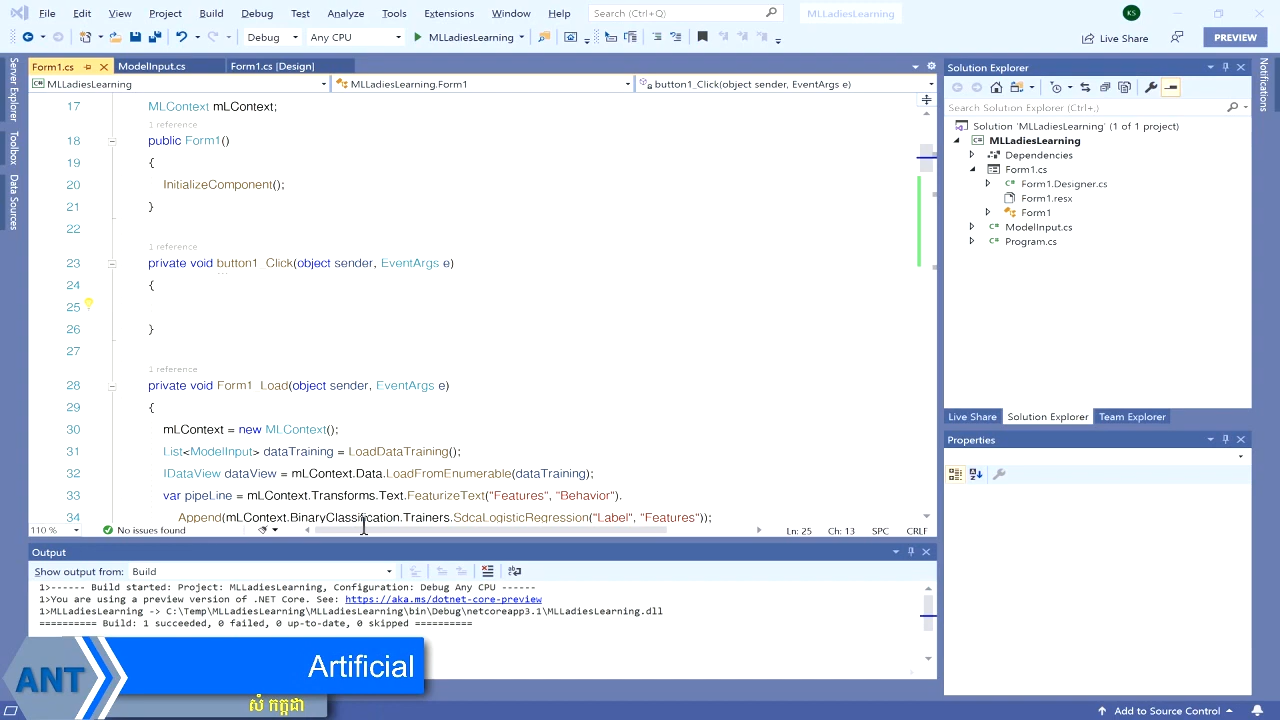 File Edit View Project Build Debug Test Analyze Tools Extensions Window Help Search (Ctrl+Q) MLLadiesLearning KS
Debug Any CPU MLLadiesLearning Live Share PREVIEW
Form1.cs ModelInput.cs Form1.cs [Design]
MLLadiesLearning MLLadiesLearning.Form1 button1_Click(object sender, EventArgs e)
Server Explorer
Toolbox
Data Sources
17 MLContext mLContext;
1 reference
18 public Form1()
19 {
20 InitializeComponent();
21 }
22
1 reference
23 private void button1_Click(object sender, EventArgs e)
24 {
25
26 }
27
1 reference
28 private void Form1_Load(object sender, EventArgs e)
29 {
30 mLContext = new MLContext();
31 List<ModelInput> dataTraining = LoadDataTraining();
32 IDataView dataView = mLContext.Data.LoadFromEnumerable(dataTraining);
33 var pipeLine = mLContext.Transforms.Text.FeaturizeText("Features", "Behavior").
34 Append(mLContext.BinaryClassification.Trainers.SdcaLogisticRegression("Label", "Features"));
110 % No issues found Ln: 25 Ch: 13 SPC CRLF
Output
Show output from: Build
1>------ Build started: Project: MLLadiesLearning, Configuration: Debug Any CPU ------
1>You are using a preview version of .NET Core. See: https://aka.ms/dotnet-core-preview
1>MLLadiesLearning -> C:\Temp\MLLadiesLearning\MLLadiesLearning\bin\Debug\netcoreapp3.1\MLLadiesLearning.dll
========== Build: 1 succeeded, 0 failed, 0 up-to-date, 0 skipped ==========
Solution Explorer
Search Solution Explorer (Ctrl+;)
Solution 'MLLadiesLearning' (1 of 1 project)
MLLadiesLearning
Dependencies
Form1.cs
Form1.Designer.cs
Form1.resx
Form1
ModelInput.cs
Program.cs
Live Share Solution Explorer Team Explorer
Properties
Notifications
ANT
Artificial
Add to Source Control